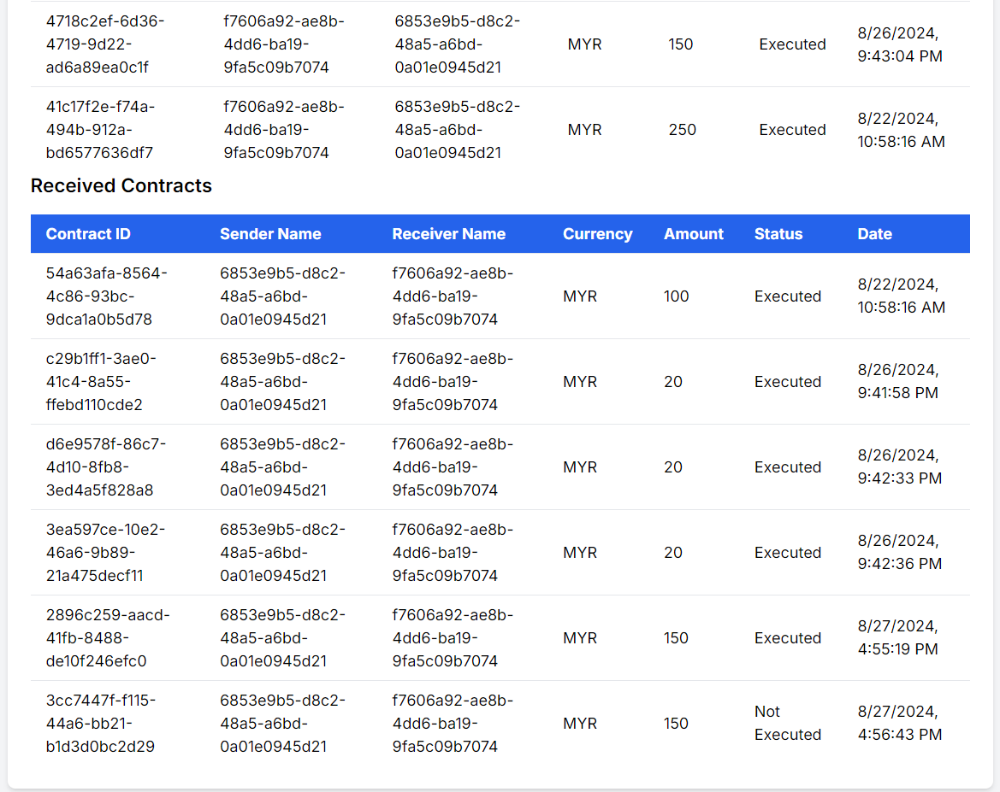 4718c2ef-6d36-4719-9d22-ad6a89ea0c1f f7606a92-ae8b-4dd6-ba19-9fa5c09b7074 6853e9b5-d8c2-48a5-a6bd-0a01e0945d21 MYR 150 Executed 8/26/2024, 9:43:04 PM
41c17f2e-f74a-494b-912a-bd6577636df7 f7606a92-ae8b-4dd6-ba19-9fa5c09b7074 6853e9b5-d8c2-48a5-a6bd-0a01e0945d21 MYR 250 Executed 8/22/2024, 10:58:16 AM
Received Contracts
Contract ID Sender Name Receiver Name Currency Amount Status Date
54a63afa-8564-4c86-93bc-9dca1a0b5d78 6853e9b5-d8c2-48a5-a6bd-0a01e0945d21 f7606a92-ae8b-4dd6-ba19-9fa5c09b7074 MYR 100 Executed 8/22/2024, 10:58:16 AM
c29b1ff1-3ae0-41c4-8a55-ffebd110cde2 6853e9b5-d8c2-48a5-a6bd-0a01e0945d21 f7606a92-ae8b-4dd6-ba19-9fa5c09b7074 MYR 20 Executed 8/26/2024, 9:41:58 PM
d6e9578f-86c7-4d10-8fb8-3ed4a5f828a8 6853e9b5-d8c2-48a5-a6bd-0a01e0945d21 f7606a92-ae8b-4dd6-ba19-9fa5c09b7074 MYR 20 Executed 8/26/2024, 9:42:33 PM
3ea597ce-10e2-46a6-9b89-21a475decf11 6853e9b5-d8c2-48a5-a6bd-0a01e0945d21 f7606a92-ae8b-4dd6-ba19-9fa5c09b7074 MYR 20 Executed 8/26/2024, 9:42:36 PM
2896c259-aacd-41fb-8488-de10f246efc0 6853e9b5-d8c2-48a5-a6bd-0a01e0945d21 f7606a92-ae8b-4dd6-ba19-9fa5c09b7074 MYR 150 Executed 8/27/2024, 4:55:19 PM
3cc7447f-f115-44a6-bb21-b1d3d0bc2d29 6853e9b5-d8c2-48a5-a6bd-0a01e0945d21 f7606a92-ae8b-4dd6-ba19-9fa5c09b7074 MYR 150 Not Executed 8/27/2024, 4:56:43 PM